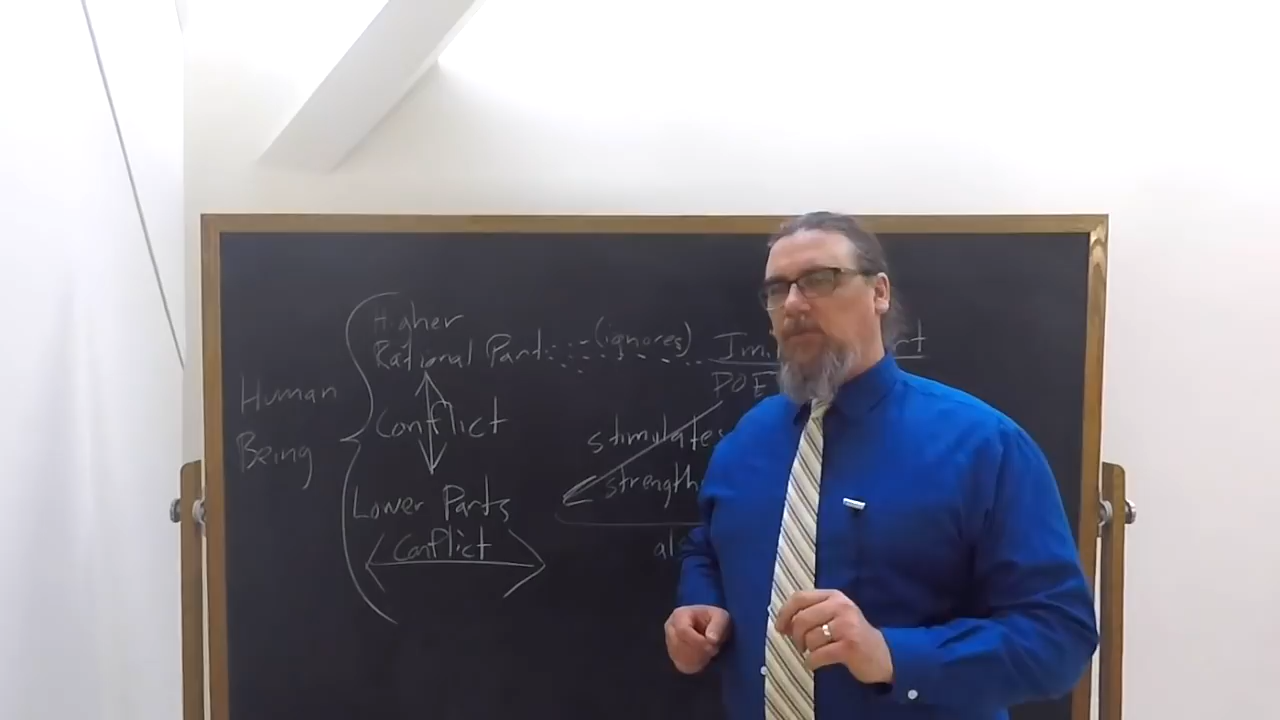 Higher
Rational Part (ignores)
Human
Being
Conflict
stimulates
Lower Parts
Conflict